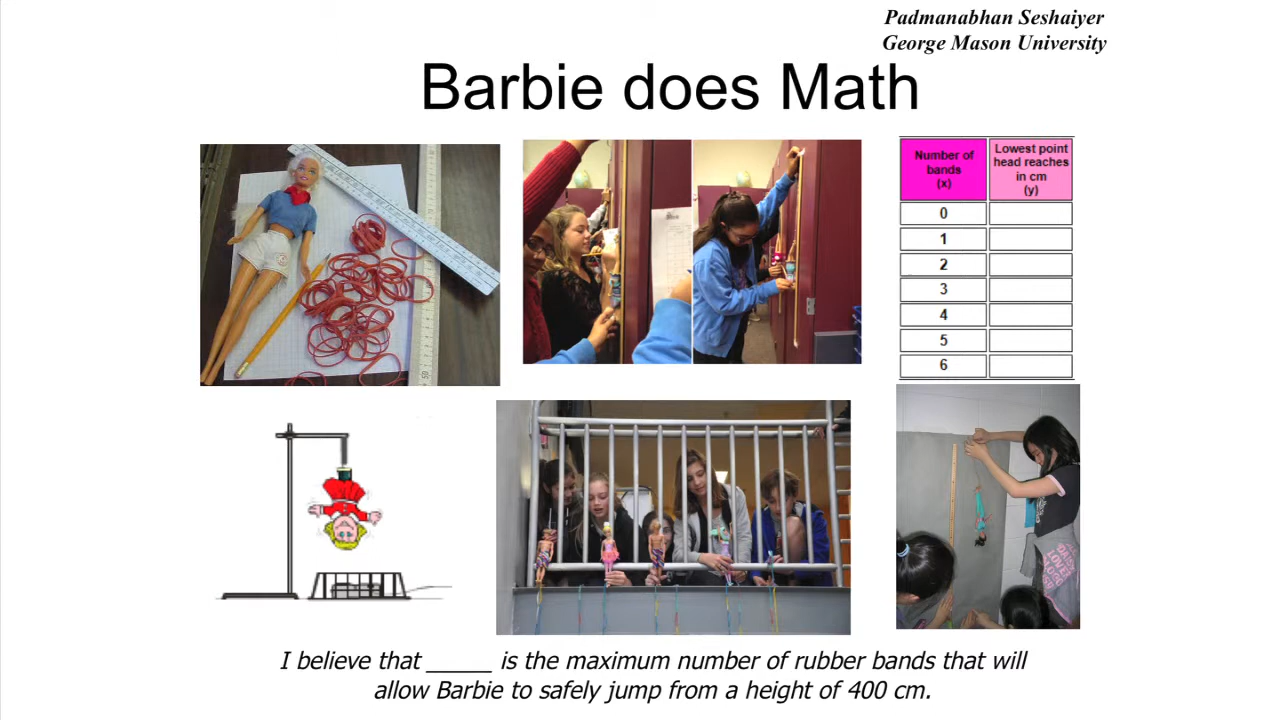 Padmanabhan Seshaiyer
George Mason University
Barbie does Math
Number of
bands
(x)
Lowest point
head reaches
in cm
(y)
0
1
2
3
4
5
6
I believe that _____ is the maximum number of rubber bands that will
allow Barbie to safely jump from a height of 400 cm.